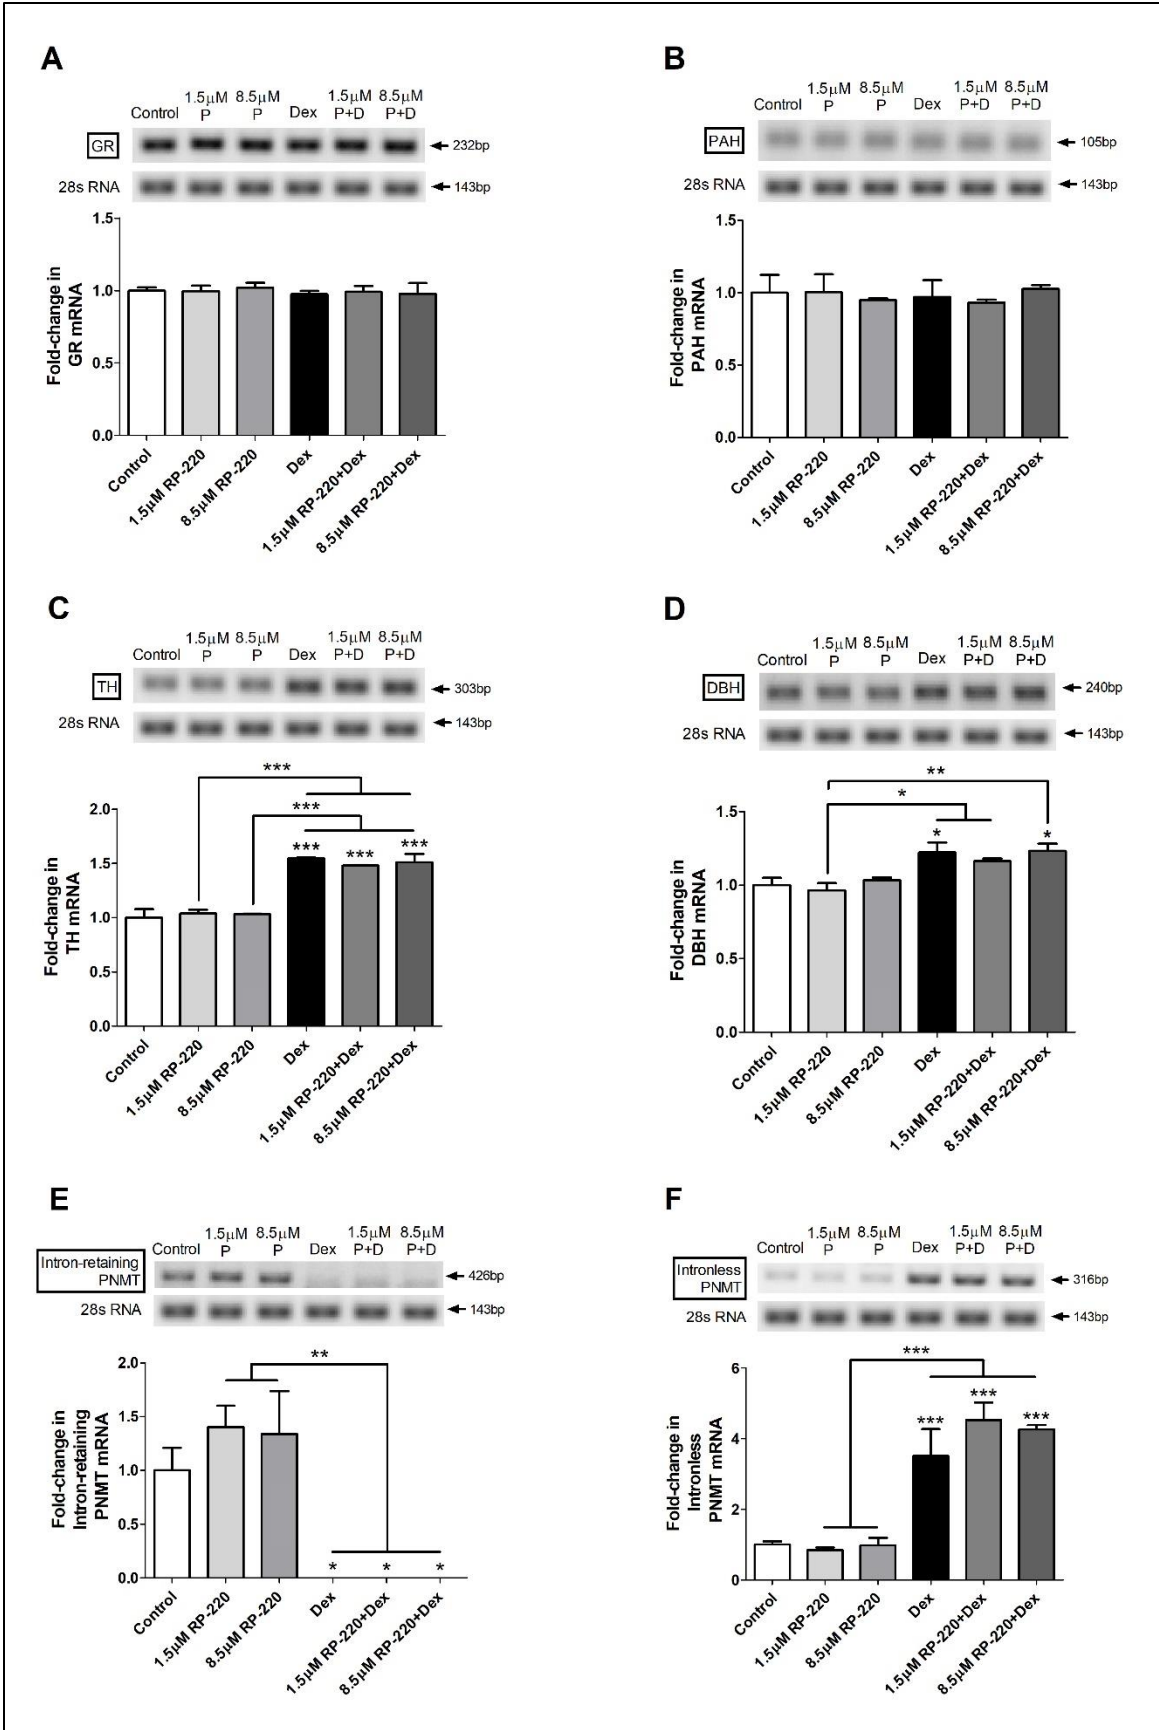 A
1.5μM 8.5μM 1.5μM 8.5μM
Control P P Dex P+D P+D
GR 232bp
28s RNA 143bp
Fold-change in
GR mRNA
1.5
1.0
0.5
0.0
Control
1.5μM RP-220
8.5μM RP-220
Dex
1.5μM RP-220+Dex
8.5μM RP-220+Dex
B
1.5μM 8.5μM 1.5μM 8.5μM
Control P P Dex P+D P+D
PAH 105bp
28s RNA 143bp
Fold-change in
PAH mRNA
1.5
1.0
0.5
0.0
Control
1.5μM RP-220
8.5μM RP-220
Dex
1.5μM RP-220+Dex
8.5μM RP-220+Dex
C
1.5μM 8.5μM 1.5μM 8.5μM
Control P P Dex P+D P+D
TH 303bp
28s RNA 143bp
***
***
*** *** ***
Fold-change in
TH mRNA
2.0
1.5
1.0
0.5
0.0
Control
1.5μM RP-220
8.5μM RP-220
Dex
1.5μM RP-220+Dex
8.5μM RP-220+Dex
D
1.5μM 8.5μM 1.5μM 8.5μM
Control P P Dex P+D P+D
DBH 240bp
28s RNA 143bp
**
*
* *
Fold-change in
DBH mRNA
1.5
1.0
0.5
0.0
Control
1.5μM RP-220
8.5μM RP-220
Dex
1.5μM RP-220+Dex
8.5μM RP-220+Dex
E
1.5μM 8.5μM 1.5μM 8.5μM
Control P P Dex P+D P+D
Intron-retaining
PNMT 426bp
28s RNA 143bp
**
* * *
Fold-change in
Intron-retaining
PNMT mRNA
2.0
1.5
1.0
0.5
0.0
Control
1.5μM RP-220
8.5μM RP-220
Dex
1.5μM RP-220+Dex
8.5μM RP-220+Dex
F
1.5μM 8.5μM 1.5μM 8.5μM
Control P P Dex P+D P+D
Intronless
PNMT 316bp
28s RNA 143bp
***
*** *** ***
Fold-change in
Intronless
PNMT mRNA
6
4
2
0
Control
1.5μM RP-220
8.5μM RP-220
Dex
1.5μM RP-220+Dex
8.5μM RP-220+Dex